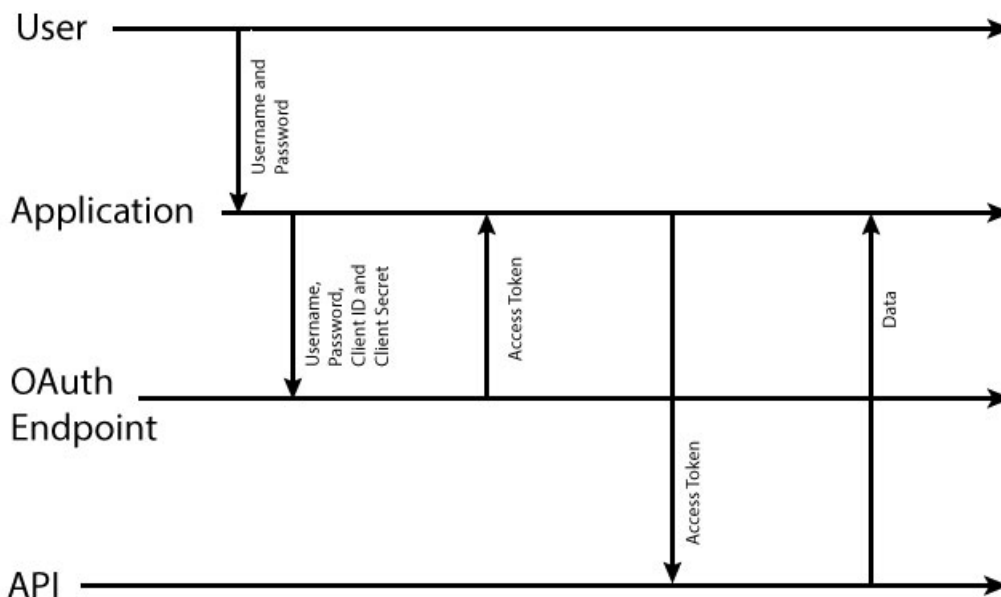 User
Username and
Password
Application
Username,
Password,
Client ID and
Client Secret
Access Token
Data
OAuth
Endpoint
Access Token
API